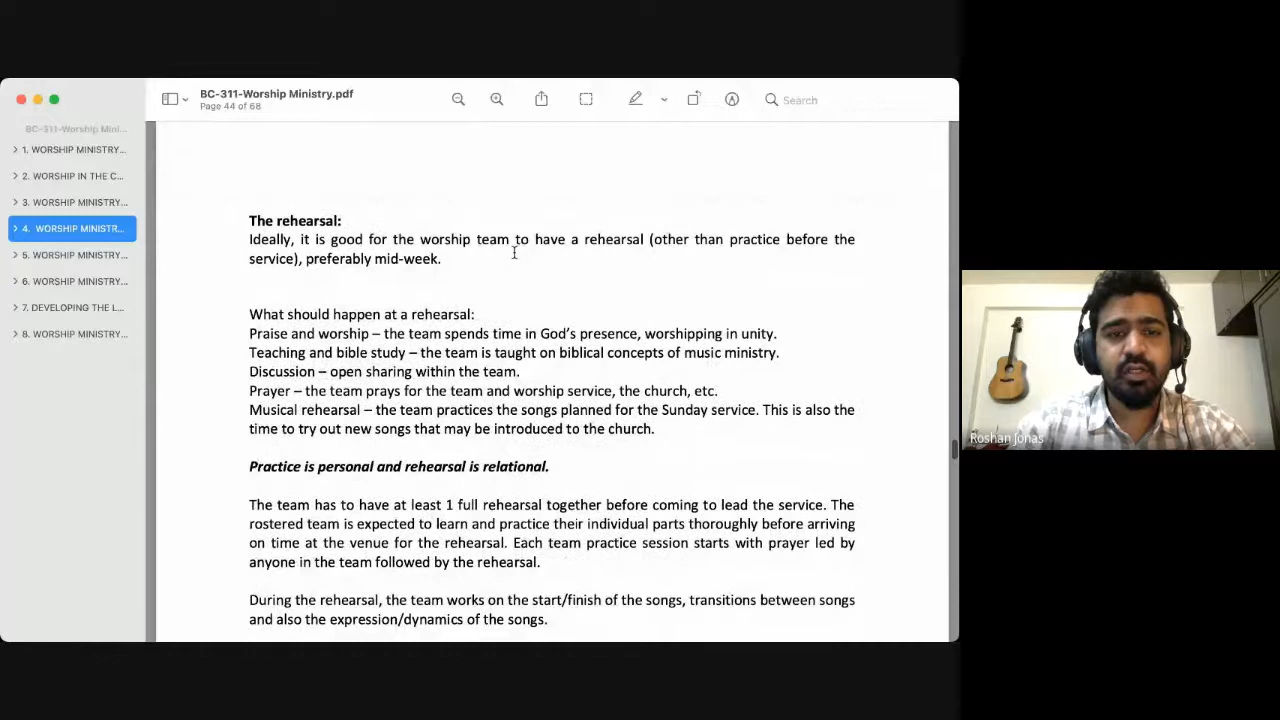 BC-311-Worship Ministry.pdf
Page 44 of 68
Search
BC-311-Worship Mini...
1. WORSHIP MINISTRY...
2. WORSHIP IN THE C...
3. WORSHIP MINISTRY...
4. WORSHIP MINISTR...
5. WORSHIP MINISTRY...
6. WORSHIP MINISTRY...
7. DEVELOPING THE L...
8. WORSHIP MINISTRY...
The rehearsal:
Ideally, it is good for the worship team to have a rehearsal (other than practice before the
service), preferably mid-week.
What should happen at a rehearsal:
Praise and worship – the team spends time in God's presence, worshipping in unity.
Teaching and bible study – the team is taught on biblical concepts of music ministry.
Discussion – open sharing within the team.
Prayer – the team prays for the team and worship service, the church, etc.
Musical rehearsal – the team practices the songs planned for the Sunday service. This is also the
time to try out new songs that may be introduced to the church.
Practice is personal and rehearsal is relational.
The team has to have at least 1 full rehearsal together before coming to lead the service. The
rostered team is expected to learn and practice their individual parts thoroughly before arriving
on time at the venue for the rehearsal. Each team practice session starts with prayer led by
anyone in the team followed by the rehearsal.
During the rehearsal, the team works on the start/finish of the songs, transitions between songs
and also the expression/dynamics of the songs.
Roshan Jonas